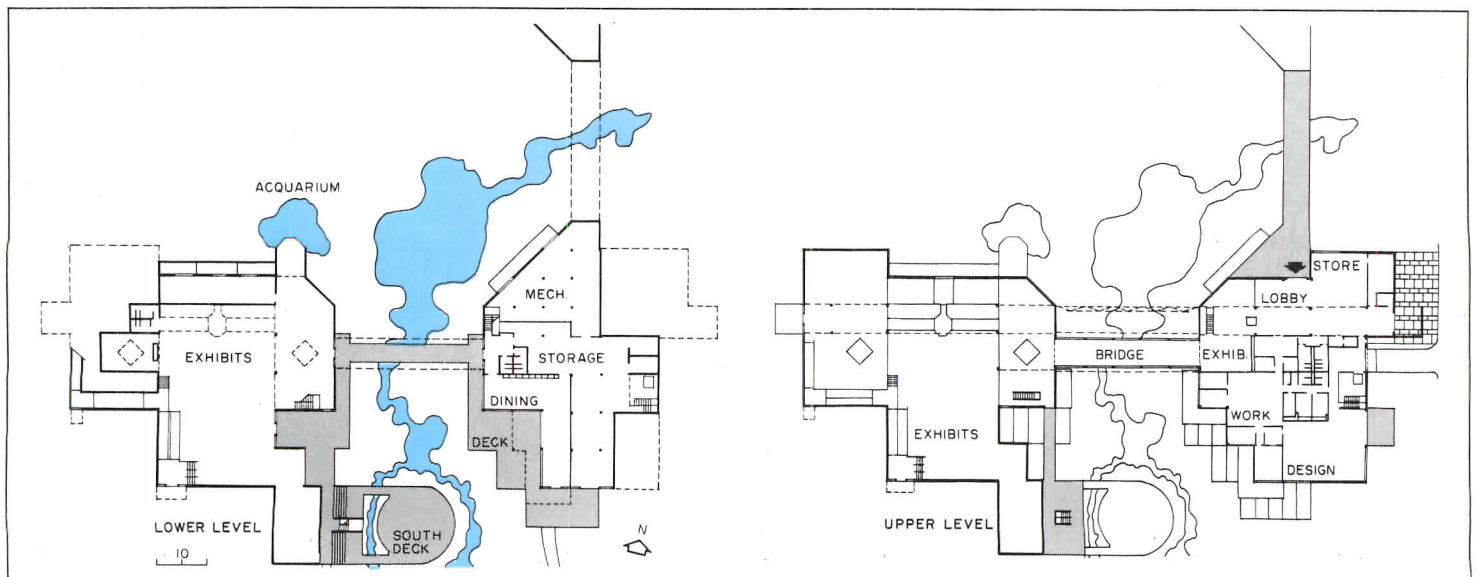 ACQUARIUM
MECH.
EXHIBITS
STORAGE
DINING
DECK
LOWER LEVEL
SOUTH
DECK
N
10
STORE
LOBBY
BRIDGE
EXHIB.
EXHIBITS
WORK
DESIGN
UPPER LEVEL